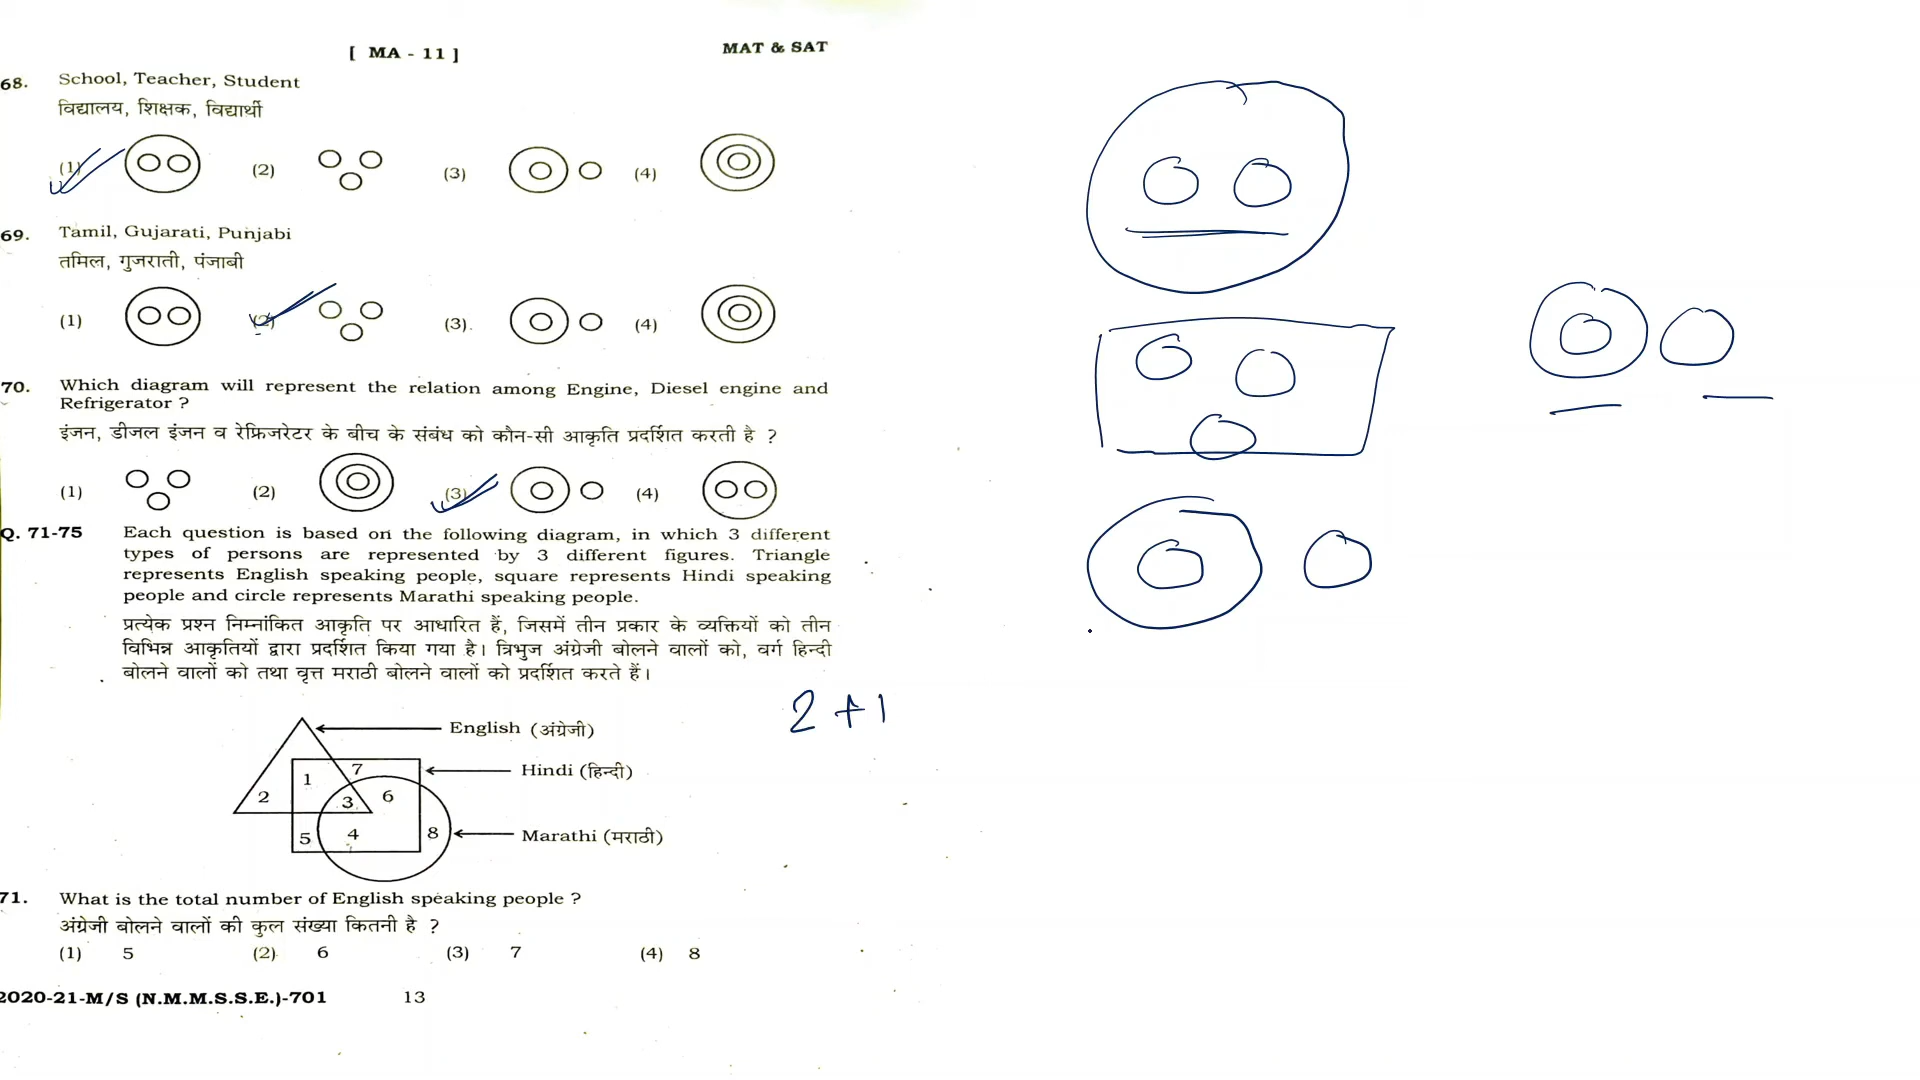 [ MA - 11 ]
MAT & SAT
68. School, Teacher, Student
विद्यालय, शिक्षक, विद्यार्थी
(1) (2) (3) (4)
69. Tamil, Gujarati, Punjabi
तमिल, गुजराती, पंजाबी
(1) (2) (3). (4)
70. Which diagram will represent the relation among Engine, Diesel engine and
Refrigerator ?
इंजन, डीजल इंजन व रेफ्रिजरेटर के बीच के संबंध को कौन-सी आकृति प्रदर्शित करती है ?
(1) (2) (3) (4)
Q. 71-75 Each question is based on the following diagram, in which 3 different
types of persons are represented by 3 different figures. Triangle
represents English speaking people, square represents Hindi speaking
people and circle represents Marathi speaking people.
प्रत्येक प्रश्न निम्नांकित आकृति पर आधारित हैं, जिसमें तीन प्रकार के व्यक्तियों को तीन
विभिन्न आकृतियों द्वारा प्रदर्शित किया गया है। त्रिभुज अंग्रेजी बोलने वालों को, वर्ग हिन्दी
बोलने वालों को तथा वृत्त मराठी बोलने वालों को प्रदर्शित करते हैं।
2 + 1
English (अंग्रेजी)
Hindi (हिन्दी)
Marathi (मराठी)
1 7
2 3 6
5 4 8
71. What is the total number of English speaking people ?
अंग्रेजी बोलने वालों की कुल संख्या कितनी है ?
(1) 5 (2) 6 (3) 7 (4) 8
2020-21-M/S (N.M.M.S.S.E.)-701 13